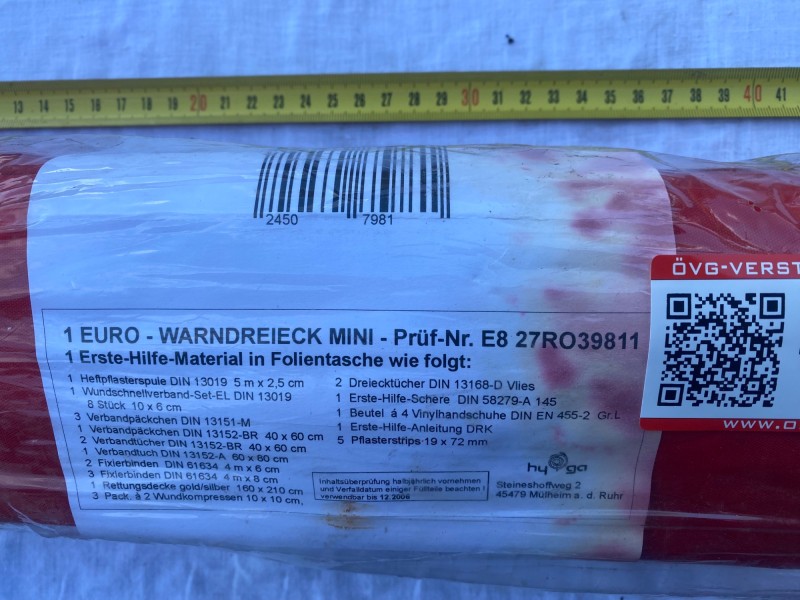 13 14 15 16 17 18 19 20 21 22 23 24 25 26 27 28 29 30 31 32 33 34 35 36 37 38 39 40 41
2450 7981
ÖVG-VERST
1 EURO - WARNDREIECK MINI - Prüf-Nr. E8 27RO39811
1 Erste-Hilfe-Material in Folientasche wie folgt:
1 Heftpflasterspule DIN 13019 5 m x 2,5 cm
1 Wundschnellverband-Set-EL DIN 13019
8 Stück 10 x 6 cm
3 Verbandpäckchen DIN 13151-M
1 Verbandpäckchen DIN 13152-BR 40 x 60 cm
2 Verbandtücher DIN 13152-BR 40 x 60 cm
1 Verbandtuch DIN 13152-A 60 x 80 cm
2 Fixierbinden DIN 61634 4 m x 6 cm
3 Fixierbinden DIN 61634 4 m x 8 cm
1 Rettungsdecke gold/silber 160 x 210 cm
3 Pack. à 2 Wundkompressen 10 x 10 cm,
2 Dreiecktücher DIN 13168-D Vlies
1 Erste-Hilfe-Schere DIN 58279-A 145
1 Beutel á 4 Vinylhandschuhe DIN EN 455-2 Gr.L
1 Erste-Hilfe-Anleitung DRK
5 Pflasterstrips 19 x 72 mm
Inhaltsüberprüfung halbjährlich vornehmen
und Verfalldatum einiger Füllteile beachten !
verwendbar bis 12.2006
hyga
Steineshoffweg 2
45479 Mülheim a. d. Ruhr
www.